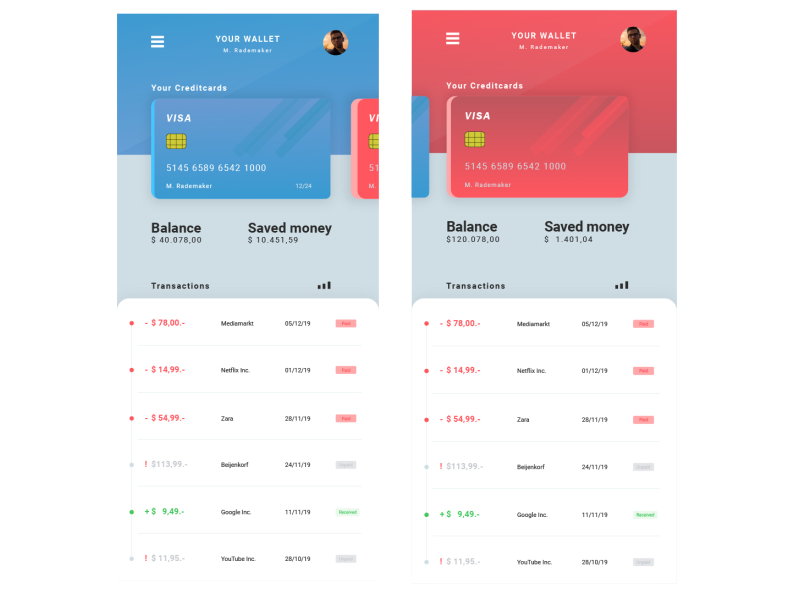 YOUR WALLET
M. Rademaker
Your Creditcards
VISA
5145 6589 6542 1000
M. Rademaker 12/24
51
M.
Balance Saved money
$ 40.078,00 $ 10.451,59
Transactions
- $ 78,00.- Mediamarkt 05/12/19 Paid
- $ 14,99.- Netflix Inc. 01/12/19 Paid
- $ 54,99.- Zara 28/11/19 Paid
! $113,99.- Beijenkorf 24/11/19 Unpaid
+ $ 9,49.- Google Inc. 11/11/19 Received
! $ 11,95.- YouTube Inc. 28/10/19 Unpaid
YOUR WALLET
M. Rademaker
Your Creditcards
VISA
5145 6589 6542 1000
M. Rademaker
Balance Saved money
$120.078,00 $ 1.401,04
Transactions
- $ 78,00.- Mediamarkt 05/12/19 Paid
- $ 14,99.- Netflix Inc. 01/12/19 Paid
- $ 54,99.- Zara 28/11/19 Paid
! $113,99.- Beijenkorf 24/11/19 Unpaid
+ $ 9,49.- Google Inc. 11/11/19 Received
! $ 11,95.- YouTube Inc. 28/10/19 Unpaid